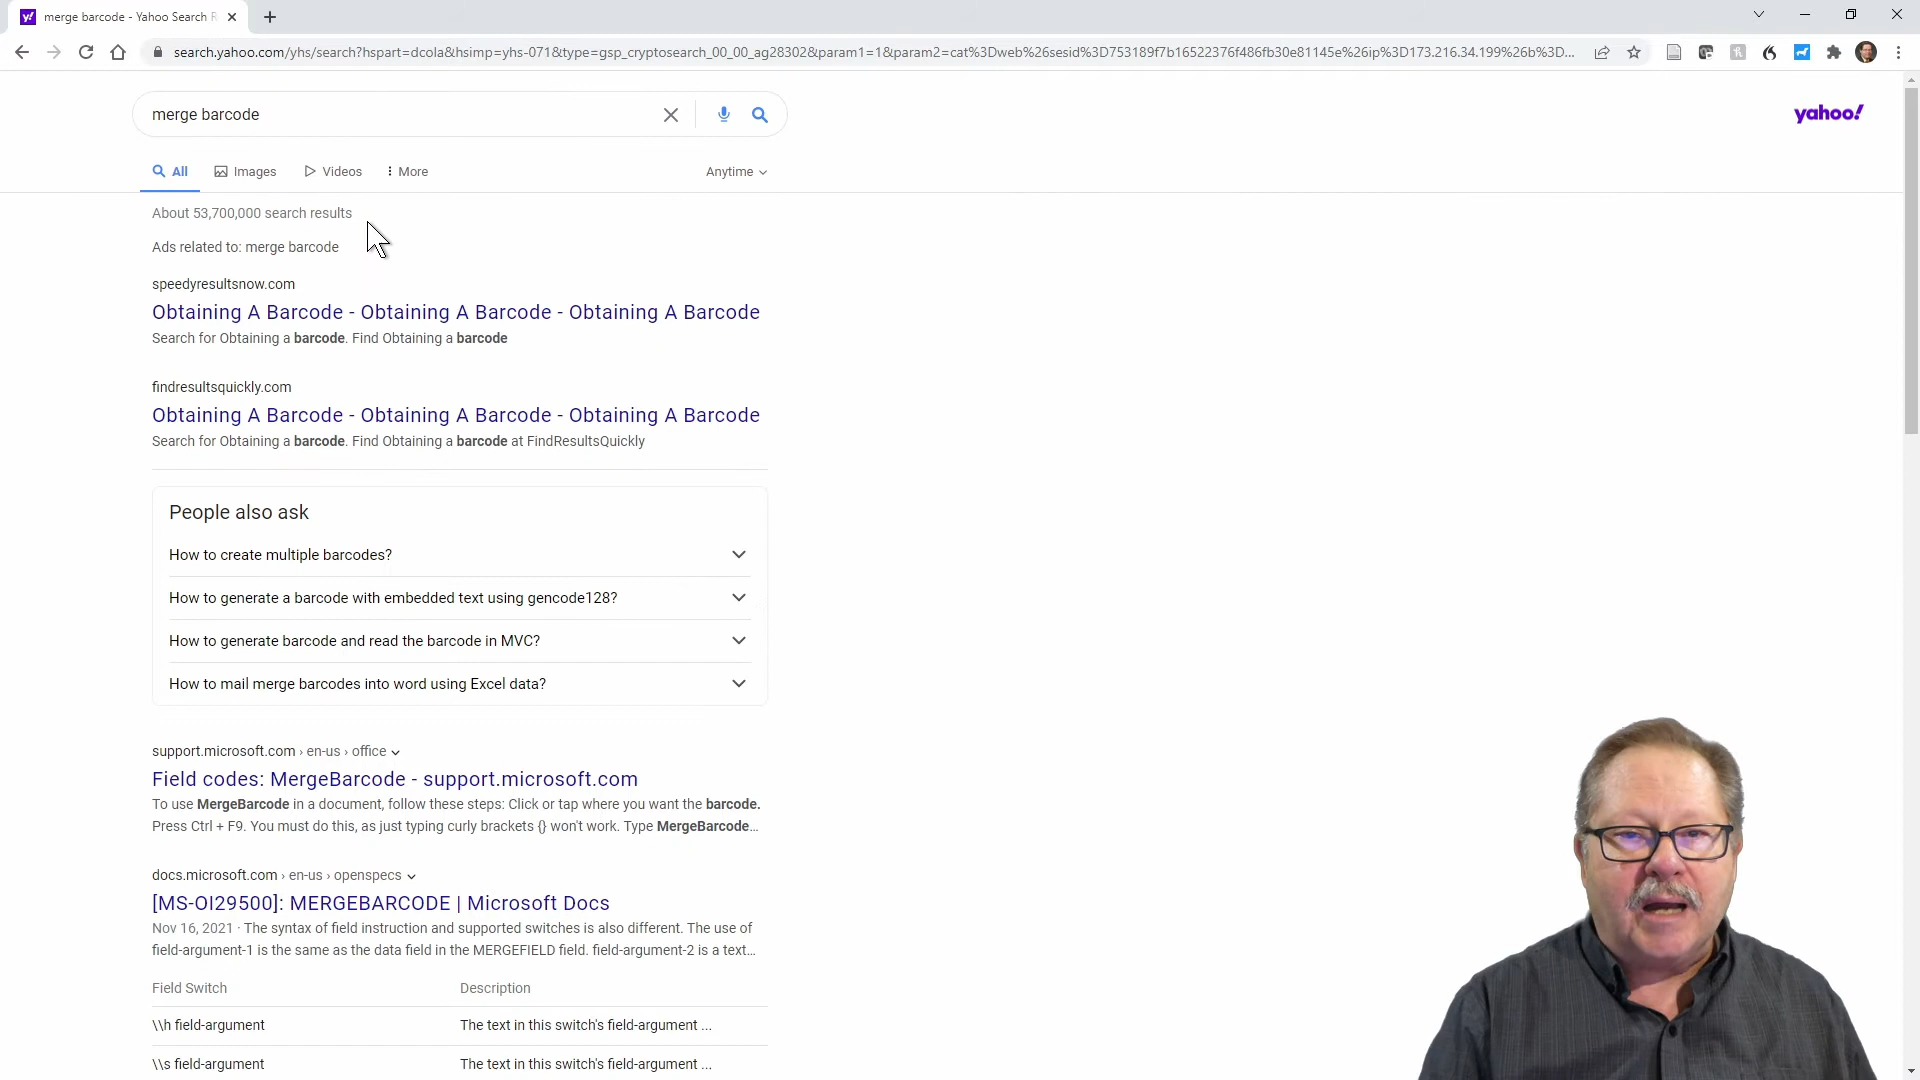 merge barcode - Yahoo Search R
search.yahoo.com/yhs/search?hspart=dcola&hsimp=yhs-071&type=gsp_cryptosearch_00_00_ag28302&param1=1&param2=cat%3Dweb%26sesid%3D753189f7b16522376f486fb30e81145e%26ip%3D173.216.34.199%26b%3D...
merge barcode
yahoo!
All Images Videos More Anytime
About 53,700,000 search results
Ads related to: merge barcode
speedyresultsnow.com
Obtaining A Barcode - Obtaining A Barcode - Obtaining A Barcode
Search for Obtaining a barcode. Find Obtaining a barcode
findresultsquickly.com
Obtaining A Barcode - Obtaining A Barcode - Obtaining A Barcode
Search for Obtaining a barcode. Find Obtaining a barcode at FindResultsQuickly
People also ask
How to create multiple barcodes?
How to generate a barcode with embedded text using gencode128?
How to generate barcode and read the barcode in MVC?
How to mail merge barcodes into word using Excel data?
support.microsoft.com › en-us › office
Field codes: MergeBarcode - support.microsoft.com
To use MergeBarcode in a document, follow these steps: Click or tap where you want the barcode.
Press Ctrl + F9. You must do this, as just typing curly brackets {} won't work. Type MergeBarcode...
docs.microsoft.com › en-us › openspecs
[MS-OI29500]: MERGEBARCODE | Microsoft Docs
Nov 16, 2021 · The syntax of field instruction and supported switches is also different. The use of
field-argument-1 is the same as the data field in the MERGEFIELD field. field-argument-2 is a text...
Field Switch Description
\\h field-argument The text in this switch's field-argument ...
\\s field-argument The text in this switch's field-argument ...